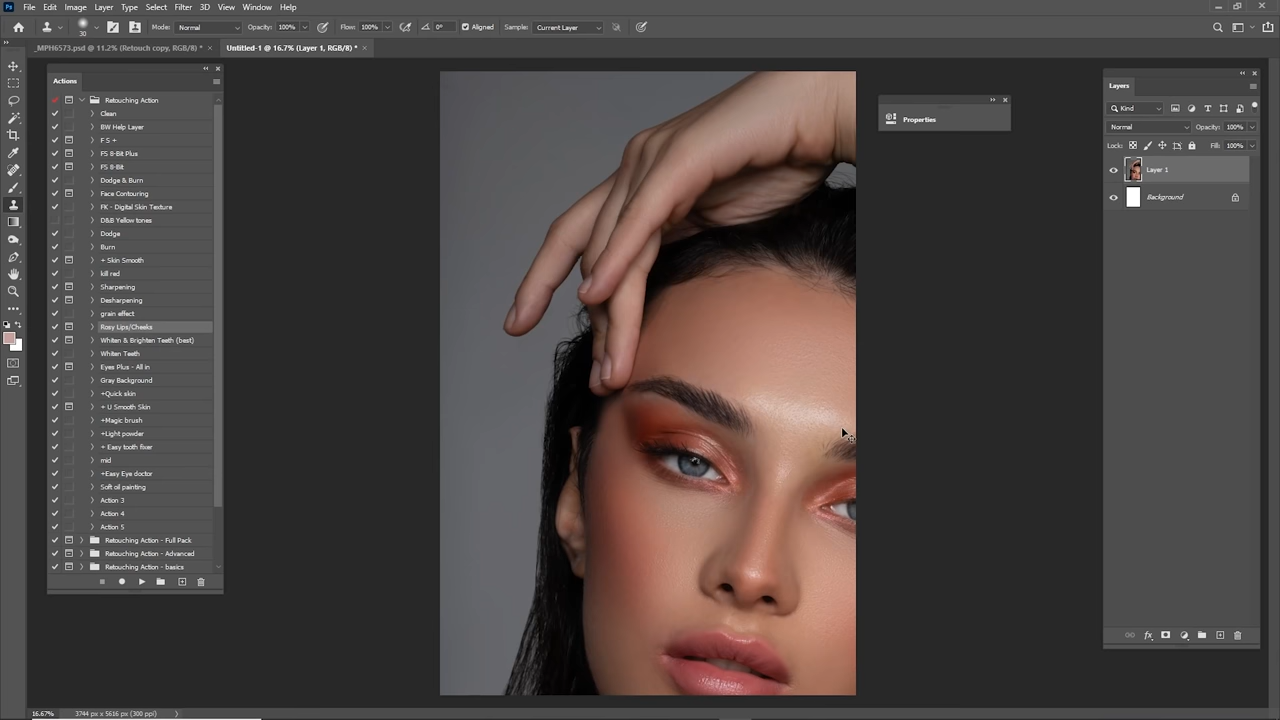 Ps File Edit Image Layer Type Select Filter 3D View Window Help
30 Mode: Normal Opacity: 100% Flow: 100% 0° Aligned Sample: Current Layer
_MPH6573.psd @ 11.2% (Retouch copy, RGB/8) * × Untitled-1 @ 16.7% (Layer 1, RGB/8) * ×
Actions
Retouching Action
Clean
BW Help Layer
F S +
FS 8-Bit Plus
FS 8-Bit
Dodge & Burn
Face Contouring
FK - Digital Skin Texture
D&B Yellow tones
Dodge
Burn
+ Skin Smooth
kill red
Sharpening
Desharpening
grain effect
Rosy Lips/Cheeks
Whiten & Brighten Teeth (best)
Whiten Teeth
Eyes Plus - All in
Gray Background
+Quick skin
+ U Smooth Skin
+Magic brush
+Light powder
+ Easy tooth fixer
mid
+Easy Eye doctor
Soft oil painting
Action 3
Action 4
Action 5
Retouching Action - Full Pack
Retouching Action - Advanced
Retouching Action - basics
Properties
Layers
Kind
Normal Opacity: 100%
Lock: Fill: 100%
Layer 1
Background
16.67% 3744 px x 5616 px (300 ppi)